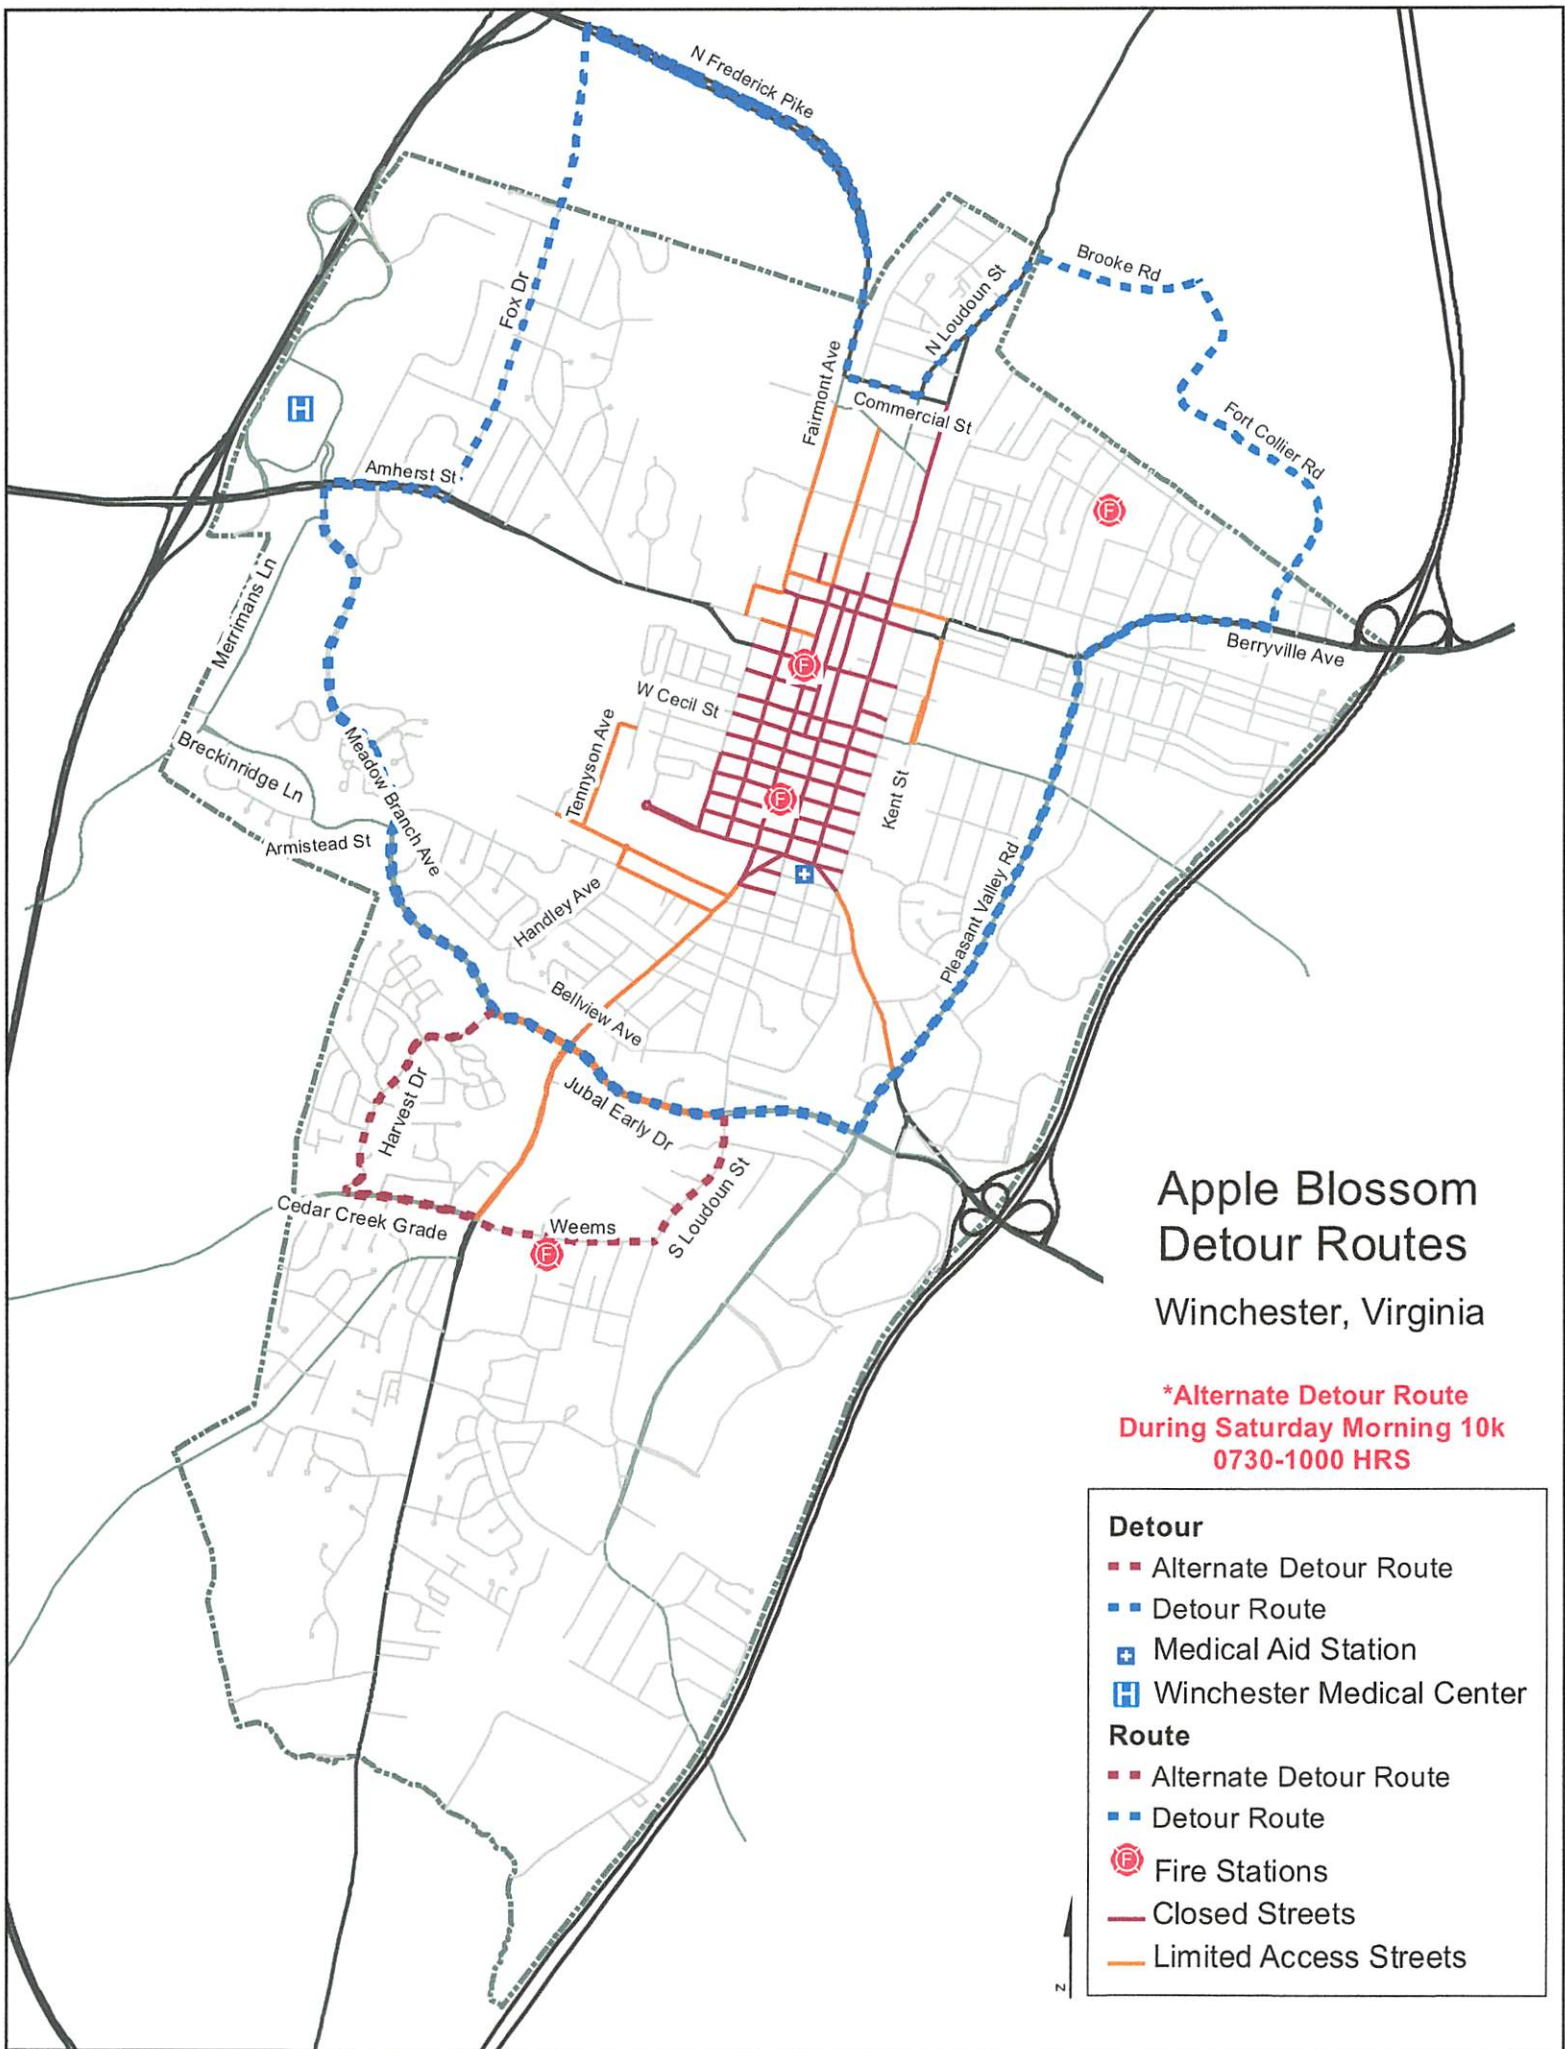 N Frederick Pike
Brooke Rd
Fox Dr
N Loudoun St
Fairmont Ave
Commercial St
Fort Collier Rd
H
Amherst St
F
Merrimans Ln
Berryville Ave
F
W Cecil St
Tennyson Ave
Breckinridge Ln
Meadow Branch Ave
F
Kent St
Armistead St
Pleasant Valley Rd
Handley Ave
Bellview Ave
Jubal Early Dr
Harvest Dr
S Loudoun St
Cedar Creek Grade
Weems
F
Apple Blossom
Detour Routes
Winchester, Virginia
*Alternate Detour Route
During Saturday Morning 10k
0730-1000 HRS
Detour
Alternate Detour Route
Detour Route
Medical Aid Station
H Winchester Medical Center
Route
Alternate Detour Route
Detour Route
F Fire Stations
Closed Streets
Limited Access Streets
N